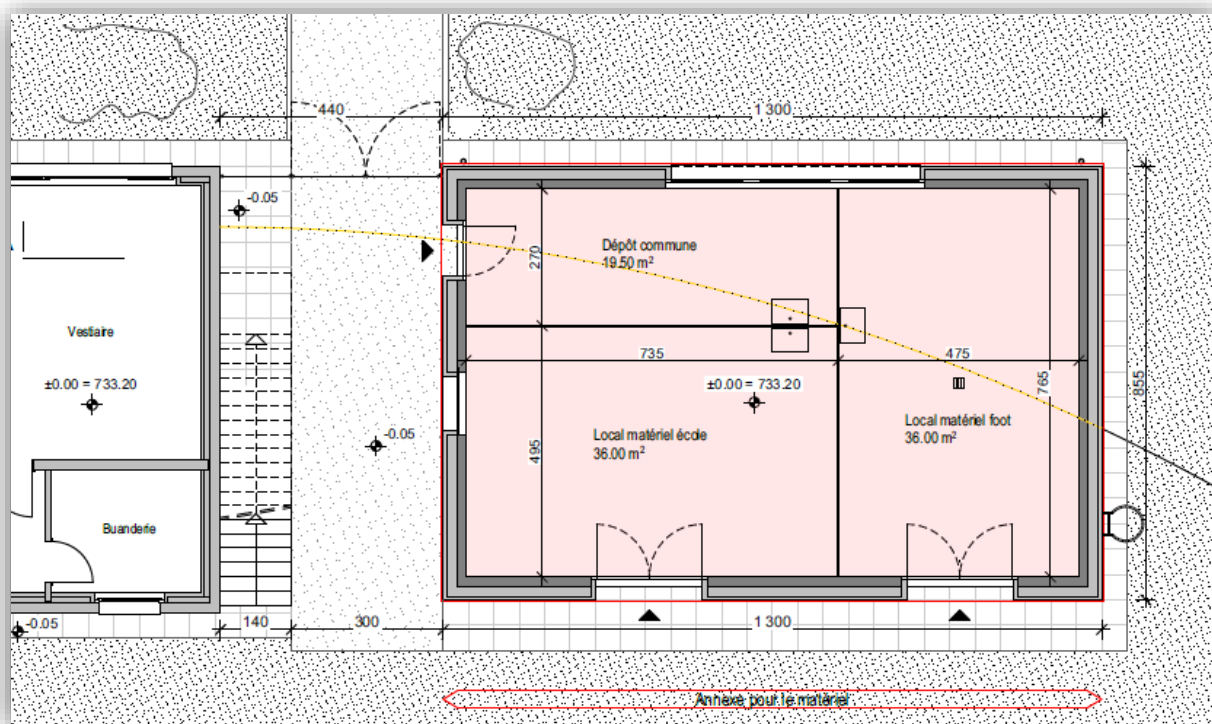 440
1 300
-0.05
Dépôt commune
19.50 m²
270
Vestiaire
735
475
±0.00 = 733.20
±0.00 = 733.20
765
855
-0.05
Local matériel école
36.00 m²
Local matériel foot
36.00 m²
495
Buanderie
-0.05
140
300
1 300
Annexe pour le matériel